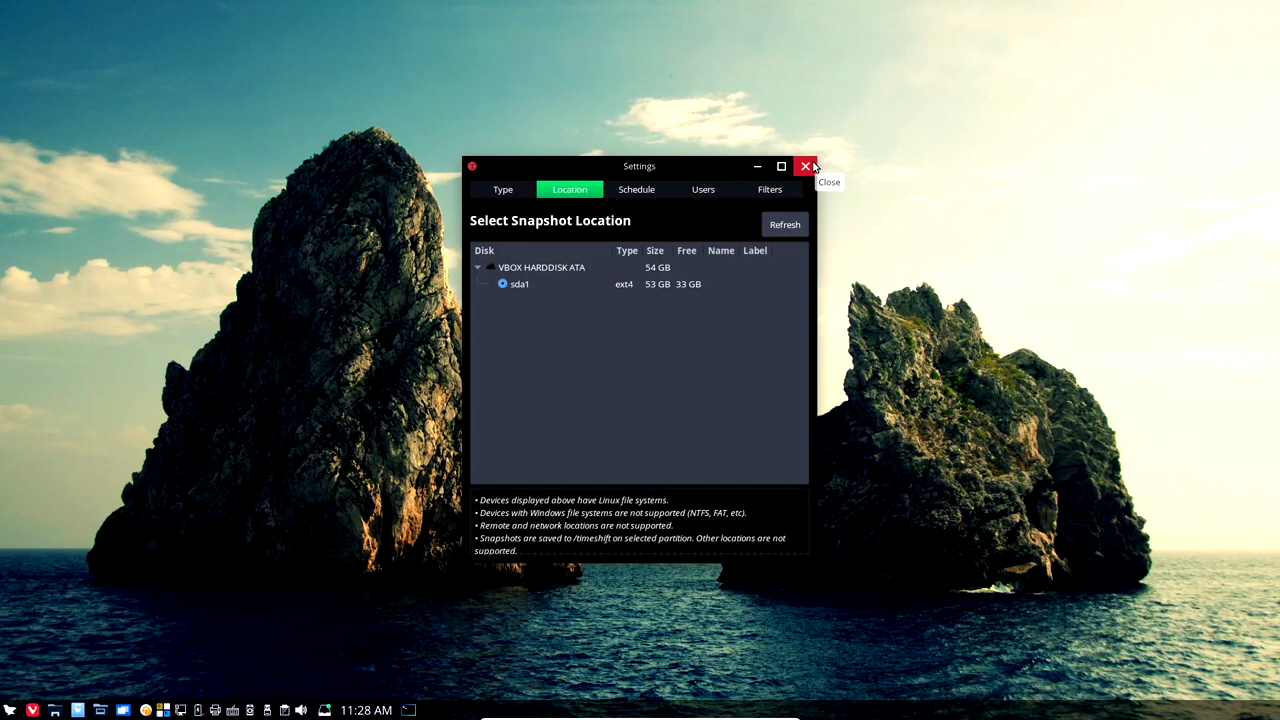 Settings
Close
Type Location Schedule Users Filters
Select Snapshot Location
Refresh
Disk Type Size Free Name Label
VBOX HARDDISK ATA 54 GB
sda1 ext4 53 GB 33 GB
• Devices displayed above have Linux file systems.
• Devices with Windows file systems are not supported (NTFS, FAT, etc).
• Remote and network locations are not supported.
• Snapshots are saved to /timeshift on selected partition. Other locations are not
supported.
11:28 AM